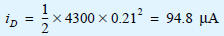 i_D = 1/2 × 4300 × 0.21² = 94.8 μA